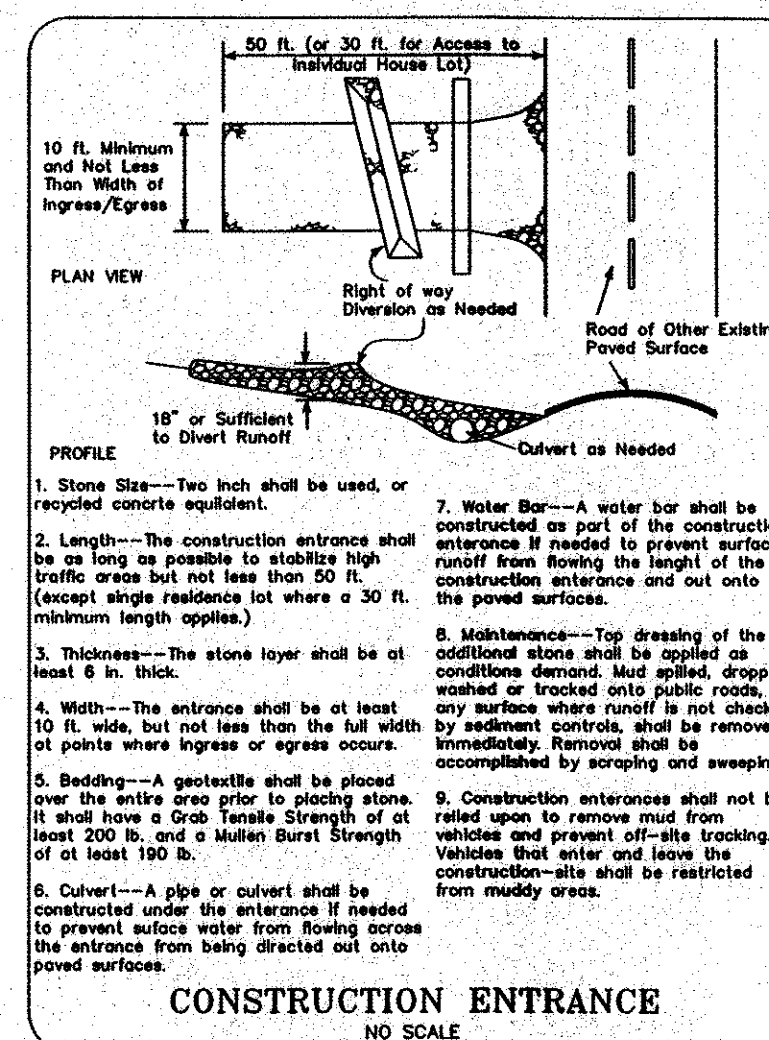 50 ft. (or 30 ft. for Access to
Individual House Lot)
10 ft. Minimum
and Not Less
Than Width of
Ingress/Egress
PLAN VIEW
Right of way
Diversion as Needed
Road of Other Existin
Paved Surface
18" or Sufficient
to Divert Runoff
Culvert as Needed
PROFILE
1. Stone Size--Two inch shall be used, or
recycled concrte equilalent.
2. Length--The construction entrance shall
be as long as possible to stabilize high
traffic areas but not less than 50 ft.
(except single residence lot where a 30 ft.
minimum length applies.)
3. Thickness--The stone layer shall be at
least 6 in. thick.
4. Width--The entrance shall be at least
10 ft. wide, but not less than the full width
at points where ingress or egress occurs.
5. Bedding--A geotextile shall be placed
over the entire area prior to placing stone.
It shall have a Grab Tensile Strength of at
least 200 lb. and a Mullen Burst Strength
of at least 190 lb.
6. Culvert--A pipe or culvert shall be
constructed under the enterance if needed
to prevent suface water from flowing across
the entrance from being directed out onto
paved surfaces.
7. Water Bar--A water bar shall be
constructed as part of the constructi
enterance if needed to prevent surfac
runoff from flowing the lenght of the
construction enterance and out onto
the paved surfaces.
8. Maintenance--Top dressing of the
additional stone shall be applied as
conditions demand. Mud spilled, dropp
washed or tracked onto public roads,
any surface where runoff is not check
by sediment controls, shall be remove
immediately. Removal shall be
accomplished by scraping and sweepin
9. Construction enterances shall not b
relied upon to remove mud from
vehicles and prevent off-site tracking.
Vehicles that enter and leave the
construction-site shall be restricted
from muddy areas.
CONSTRUCTION ENTRANCE
NO SCALE